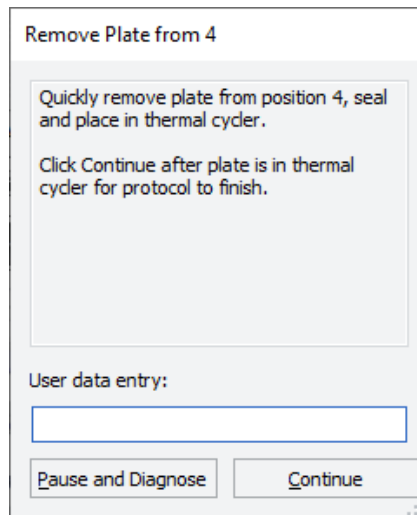 Remove Plate from 4
Quickly remove plate from position 4, seal
and place in thermal cycler.
Click Continue after plate is in thermal
cycler for protocol to finish.
User data entry:
Pause and Diagnose
Continue